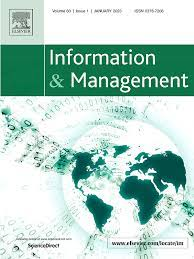 Volume 60 | Issue 1 | JANUARY 2023
ISSN 0378-7206
ELSEVIER
Information
& Management
ScienceDirect
www.elsevier.com/locate/im